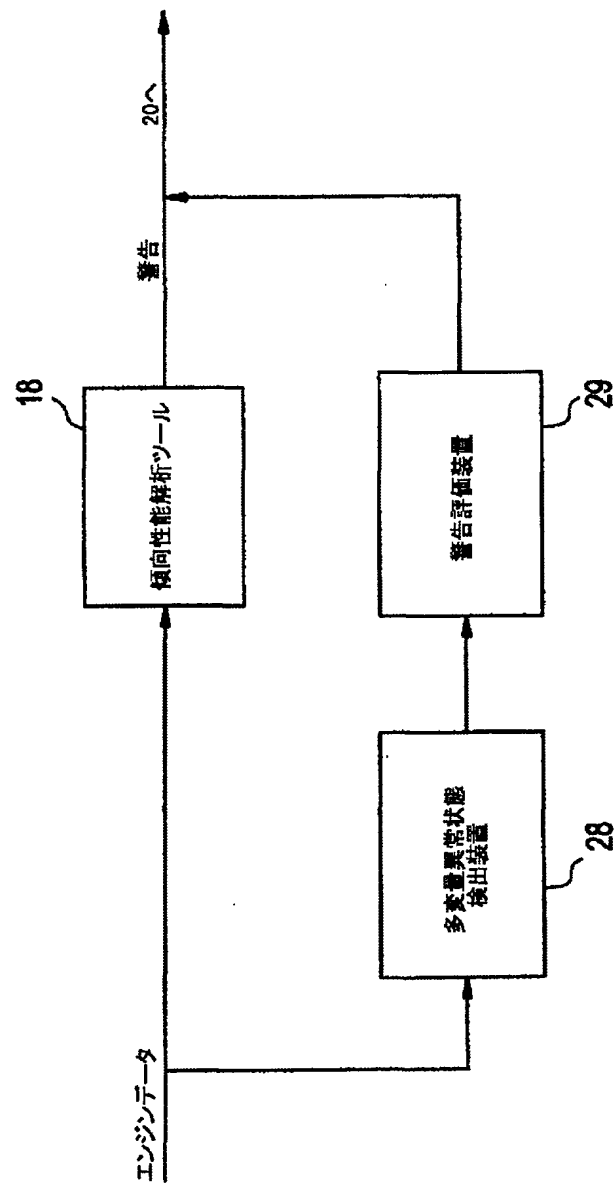 エンジンデータ
18
傾向性能解析ツール
警告
20へ
多変量異常状態
検出装置
28
警告評価装置
29